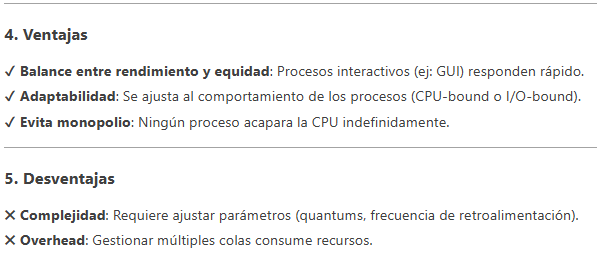 4. Ventajas
✓ Balance entre rendimiento y equidad: Procesos interactivos (ej: GUI) responden rápido.
✓ Adaptabilidad: Se ajusta al comportamiento de los procesos (CPU-bound o I/O-bound).
✓ Evita monopolio: Ningún proceso acapara la CPU indefinidamente.
5. Desventajas
✕ Complejidad: Requiere ajustar parámetros (quantums, frecuencia de retroalimentación).
✕ Overhead: Gestionar múltiples colas consume recursos.